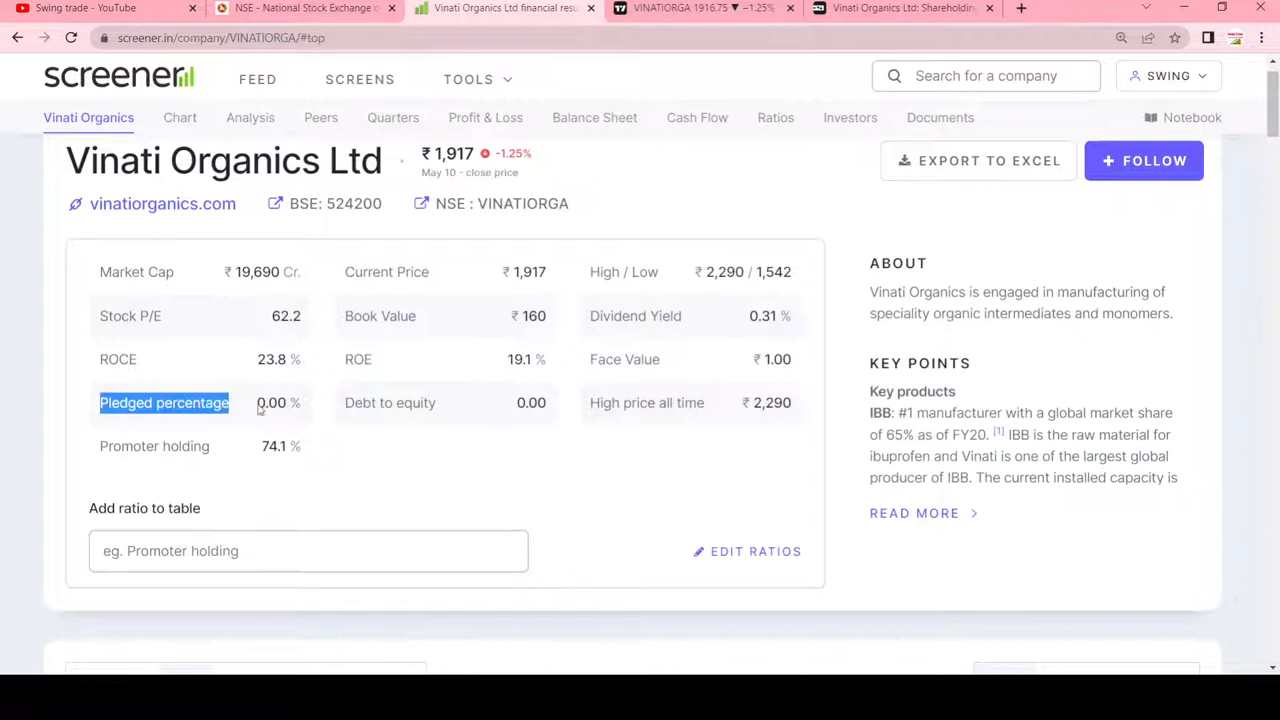 Swing trade - YouTube
NSE - National Stock Exchange o
Vinati Organics Ltd financial resu
VINATIORGA 1916.75 ▼ −1.25%
Vinati Organics Ltd: Shareholding
screener.in/company/VINATIORGA/#top
screener
FEED
SCREENS
TOOLS
Search for a company
SWING
Vinati Organics
Chart
Analysis
Peers
Quarters
Profit & Loss
Balance Sheet
Cash Flow
Ratios
Investors
Documents
Notebook
Vinati Organics Ltd
₹ 1,917 -1.25%
May 10 - close price
EXPORT TO EXCEL
+ FOLLOW
vinatiorganics.com
BSE: 524200
NSE : VINATIORGA
Market Cap ₹ 19,690 Cr.
Current Price ₹ 1,917
High / Low ₹ 2,290 / 1,542
Stock P/E 62.2
Book Value ₹ 160
Dividend Yield 0.31 %
ROCE 23.8 %
ROE 19.1 %
Face Value ₹ 1.00
Pledged percentage 0.00 %
Debt to equity 0.00
High price all time ₹ 2,290
Promoter holding 74.1 %
Add ratio to table
eg. Promoter holding
EDIT RATIOS
ABOUT
Vinati Organics is engaged in manufacturing of
speciality organic intermediates and monomers.
KEY POINTS
Key products
IBB: #1 manufacturer with a global market share
of 65% as of FY20. [1] IBB is the raw material for
ibuprofen and Vinati is one of the largest global
producer of IBB. The current installed capacity is
READ MORE